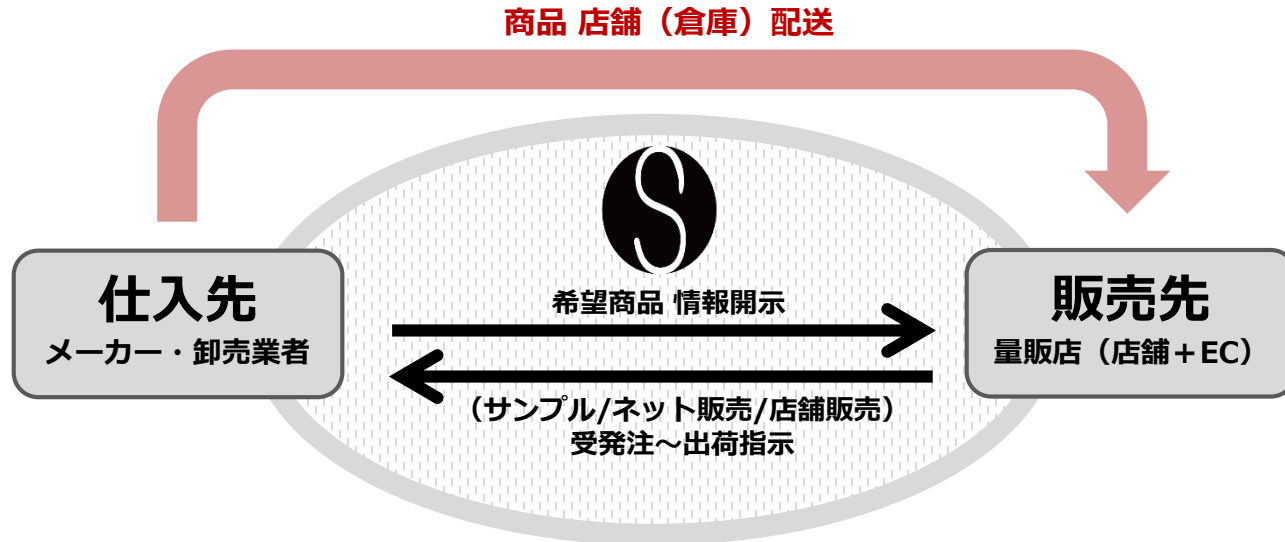 商品 店舗（倉庫）配送
S
希望商品 情報開示
仕入先
メーカー・卸売業者
販売先
量販店（店舗＋EC）
（サンプル/ネット販売/店舗販売）
受発注～出荷指示